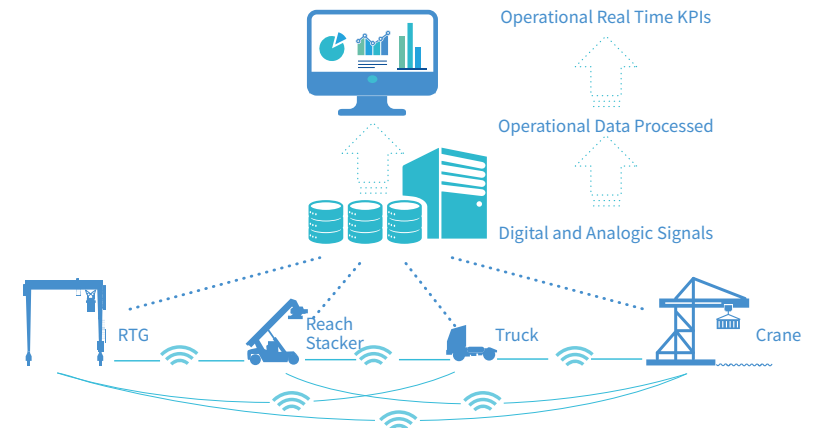 Operational Real Time KPIs
Operational Data Processed
Digital and Analogic Signals
RTG
Reach
Stacker
Truck
Crane